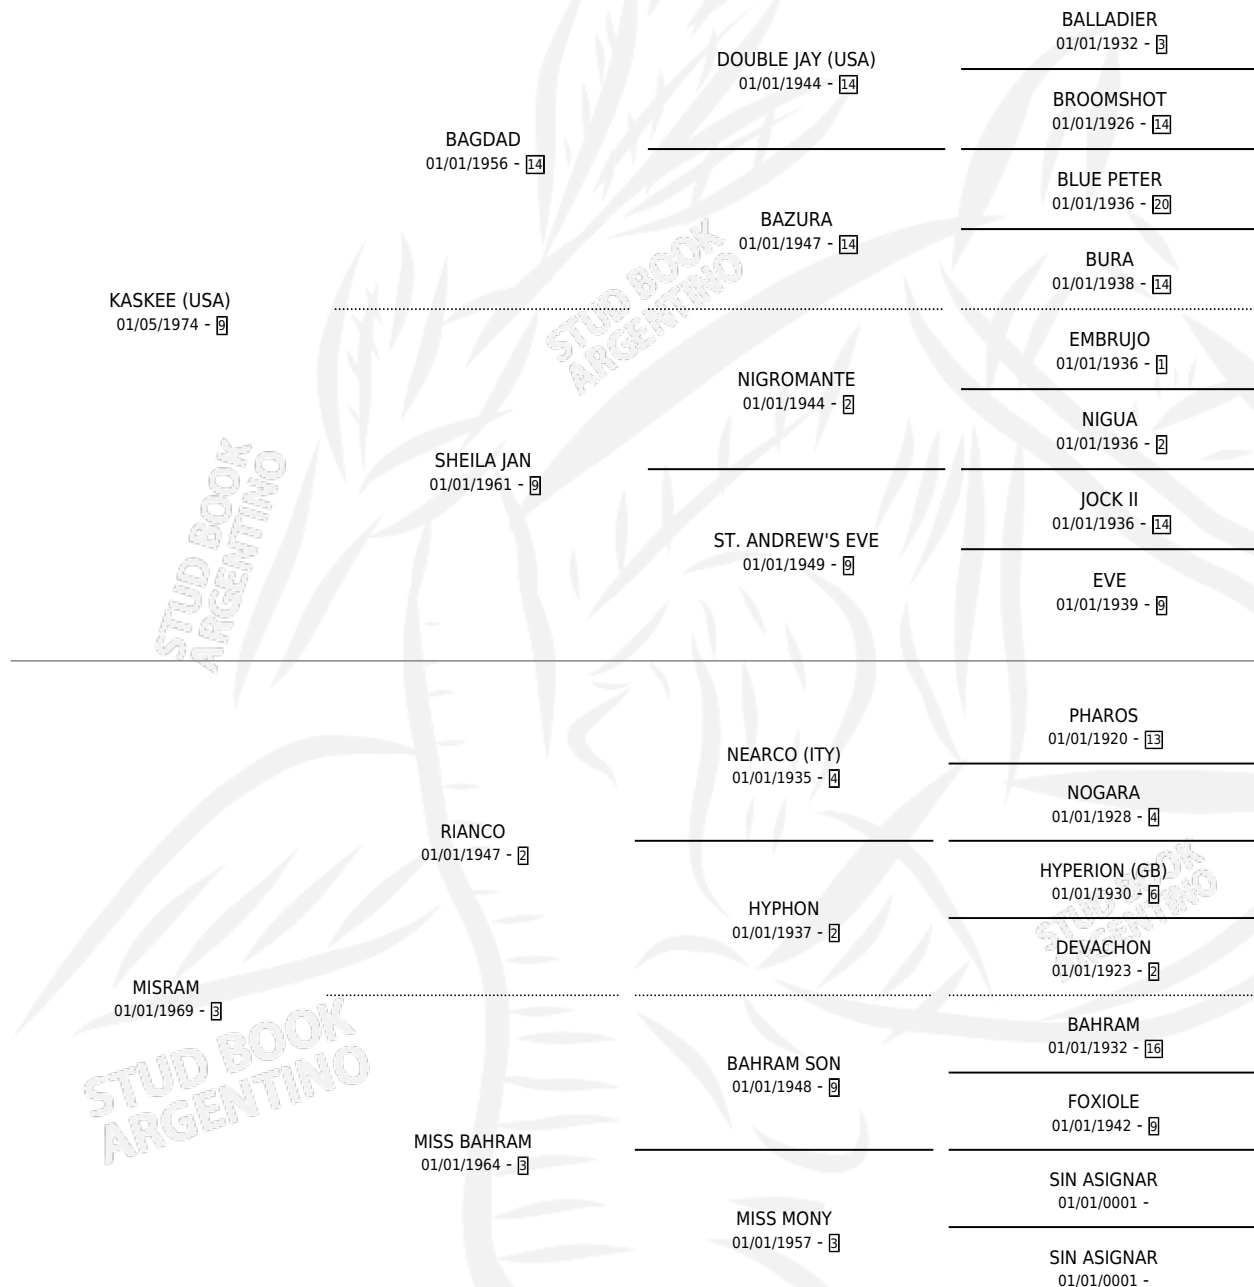 BALLADIER
01/01/1932 - 3
DOUBLE JAY (USA)
01/01/1944 - 14
BROOMSHOT
01/01/1926 - 14
BAGDAD
01/01/1956 - 14
BLUE PETER
01/01/1936 - 20
BAZURA
01/01/1947 - 14
BURA
01/01/1938 - 14
KASKEE (USA)
01/05/1974 - 9
EMBRUJO
01/01/1936 - 1
NIGROMANTE
01/01/1944 - 2
NIGUA
01/01/1936 - 2
SHEILA JAN
01/01/1961 - 9
JOCK II
01/01/1936 - 14
ST. ANDREW'S EVE
01/01/1949 - 9
EVE
01/01/1939 - 9
PHAROS
01/01/1920 - 13
NEARCO (ITY)
01/01/1935 - 4
NOGARA
01/01/1928 - 4
RIANCO
01/01/1947 - 2
HYPERION (GB)
01/01/1930 - 6
HYPHON
01/01/1937 - 2
DEVACHON
01/01/1923 - 2
MISRAM
01/01/1969 - 3
BAHRAM
01/01/1932 - 16
BAHRAM SON
01/01/1948 - 9
FOXIOLE
01/01/1942 - 9
MISS BAHRAM
01/01/1964 - 3
SIN ASIGNAR
01/01/0001 -
MISS MONY
01/01/1957 - 3
SIN ASIGNAR
01/01/0001 -
STUD BOOK
ARGENTINO
STUD BOOK
ARGENTINO
STUD BOOK
ARGENTINO
STUD BOOK
ARGENTINO